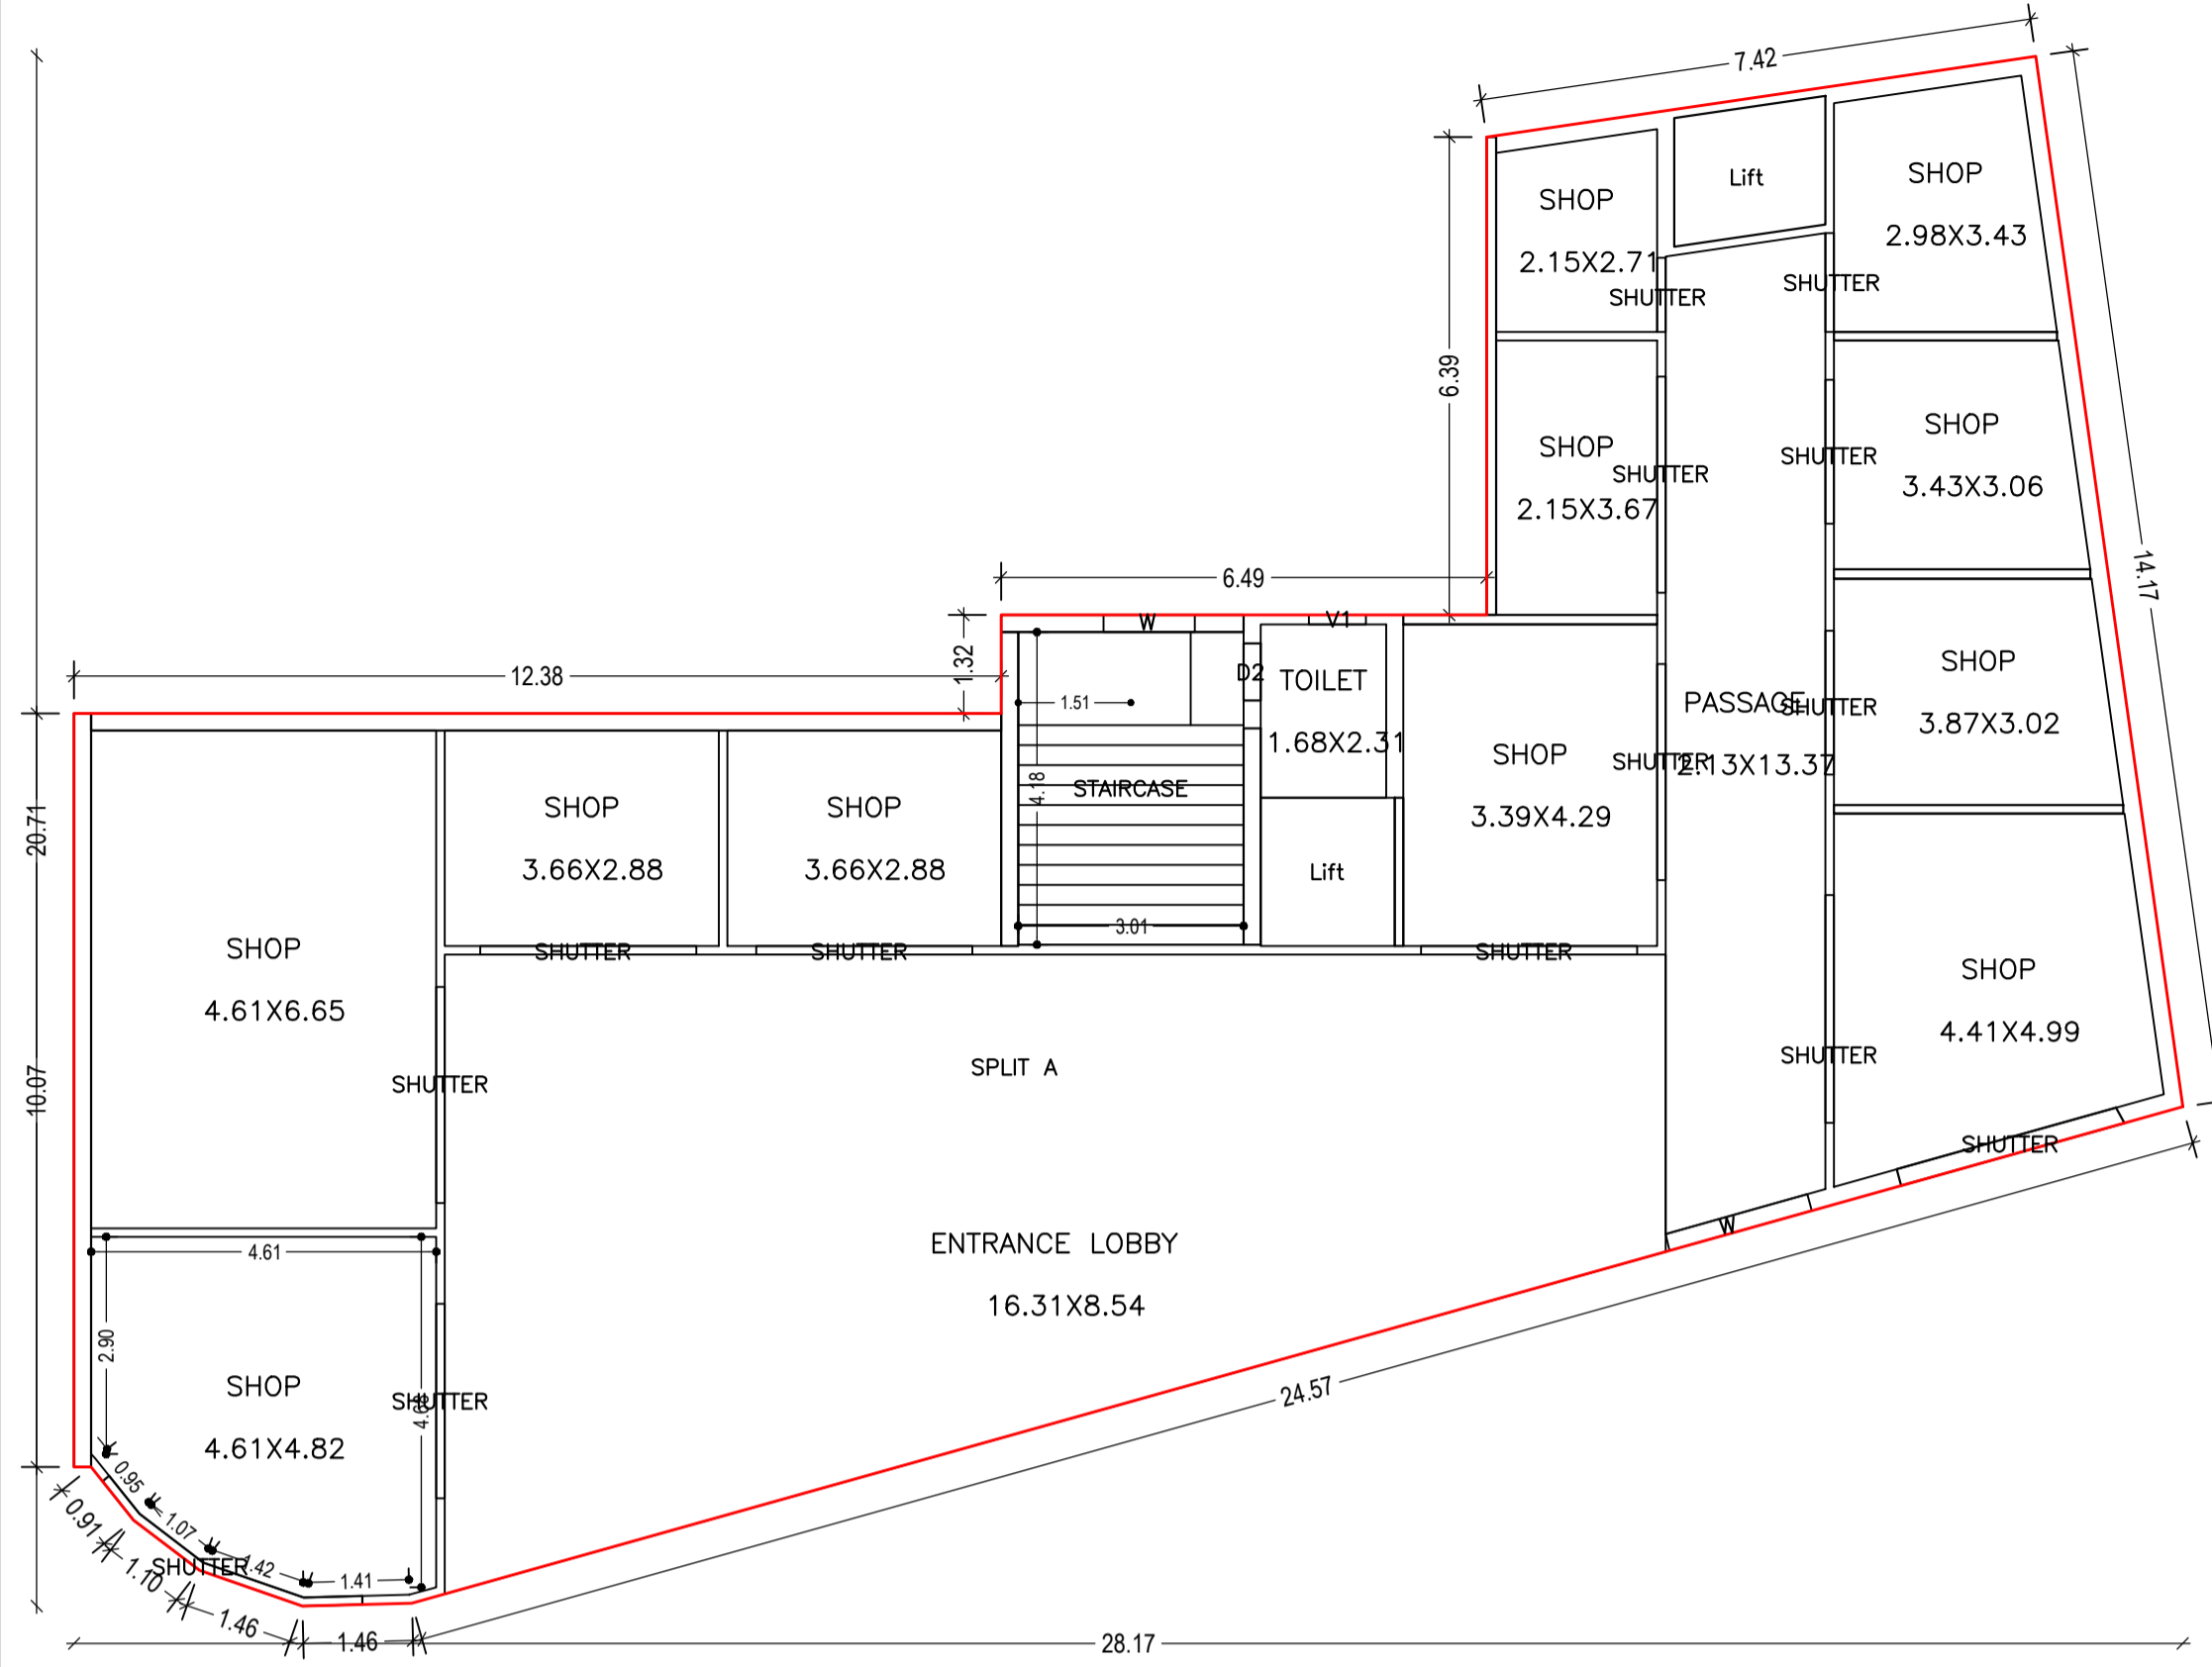 7.42
SHOP
2.15X2.71
Lift
SHOP
2.98X3.43
SHUTTER
SHUTTER
6.39
14.17
SHOP
2.15X3.67
SHUTTER
SHOP
3.43X3.06
SHUTTER
6.49
12.38
1.32
W
V1
D2
1.51
TOILET
1.68X2.31
STAIRCASE
4.18
3.01
Lift
SHOP
3.39X4.29
SHUTTER
PASSAGE
2.13X13.37
SHUTTER
SHOP
3.87X3.02
20.71
10.07
SHOP
3.66X2.88
SHOP
3.66X2.88
SHUTTER
SHUTTER
SHUTTER
SHOP
4.61X6.65
SHUTTER
SPLIT A
SHOP
4.41X4.99
SHUTTER
SHUTTER
W
ENTRANCE LOBBY
16.31X8.54
4.61
2.90
SHOP
4.61X4.82
SHUTTER
24.57
0.95
1.07
1.42
1.41
SHUTTER
0.91
1.10
1.46
1.46
28.17